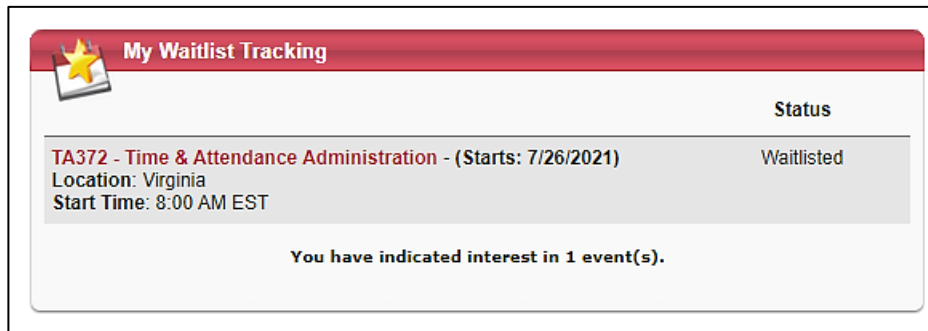 My Waitlist Tracking
Status
TA372 - Time & Attendance Administration - (Starts: 7/26/2021)
Waitlisted
Location: Virginia
Start Time: 8:00 AM EST
You have indicated interest in 1 event(s).